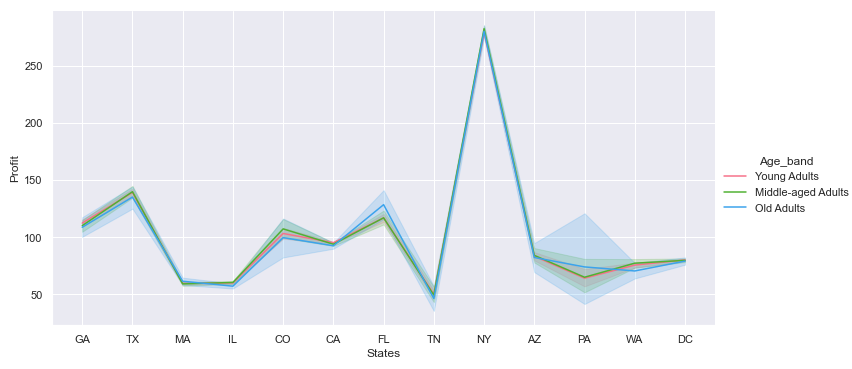 250
200
150
100
50
Profit
GA TX MA IL CO CA FL TN NY AZ PA WA DC
States
Age_band
Young Adults
Middle-aged Adults
Old Adults